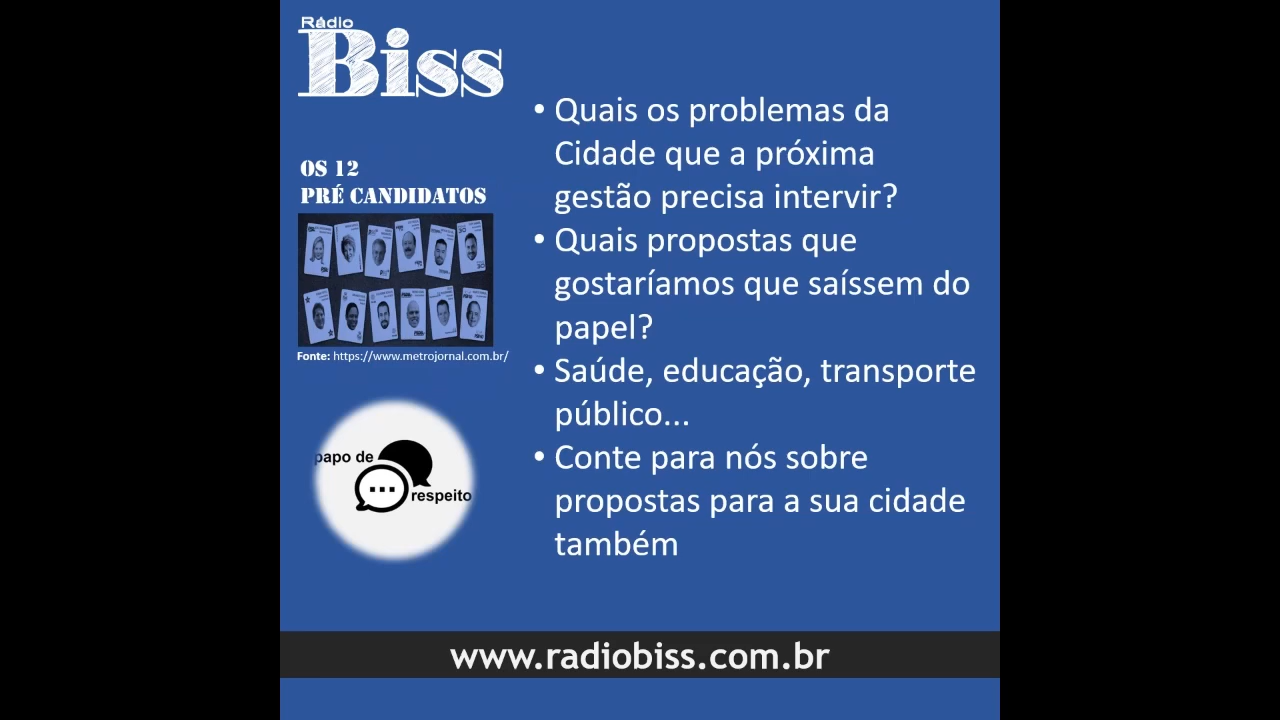 Rádio
Biss
OS 12
PRÉ CANDIDATOS
Fonte: https://www.metrojornal.com.br/
papo de
respeito
• Quais os problemas da
Cidade que a próxima
gestão precisa intervir?
• Quais propostas que
gostaríamos que saíssem do
papel?
• Saúde, educação, transporte
público...
• Conte para nós sobre
propostas para a sua cidade
também
www.radiobiss.com.br